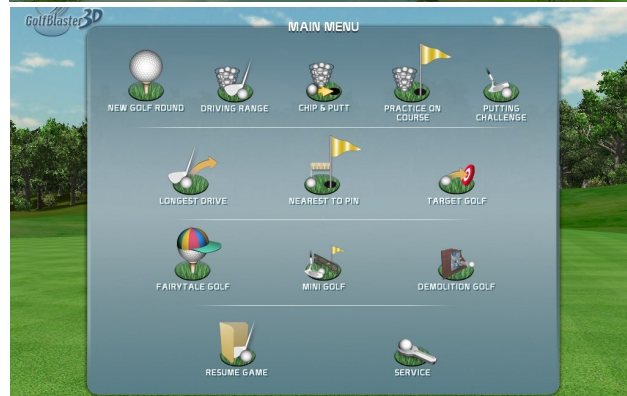 GolfBlaster3D
MAIN MENU
NEW GOLF ROUND
DRIVING RANGE
CHIP & PUTT
PRACTICE ON
COURSE
PUTTING
CHALLENGE
LONGEST DRIVE
NEAREST TO PIN
TARGET GOLF
FAIRYTALE GOLF
MINI GOLF
DEMOLITION GOLF
RESUME GAME
SERVICE